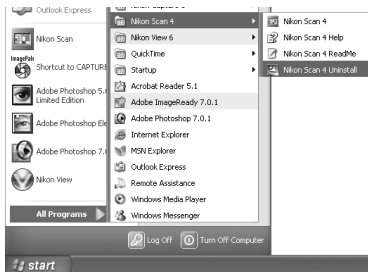 Outlook Express
Nikon Scan
ImagePals
Shortcut to CAPTURE
Adobe Photoshop 5.0
Limited Edition
Adobe Photoshop Ele
Adobe Photoshop 7.0
Nikon View
All Programs
Nikon Scan 4
Nikon View 6
QuickTime
Startup
Acrobat Reader 5.1
Adobe ImageReady 7.0.1
Adobe Photoshop 7.0.1
Internet Explorer
MSN Explorer
Outlook Express
Remote Assistance
Windows Media Player
Windows Messenger
Nikon Scan 4
Nikon Scan 4 Help
Nikon Scan 4 ReadMe
Nikon Scan 4 Uninstall
Log Off
Turn Off Computer
start